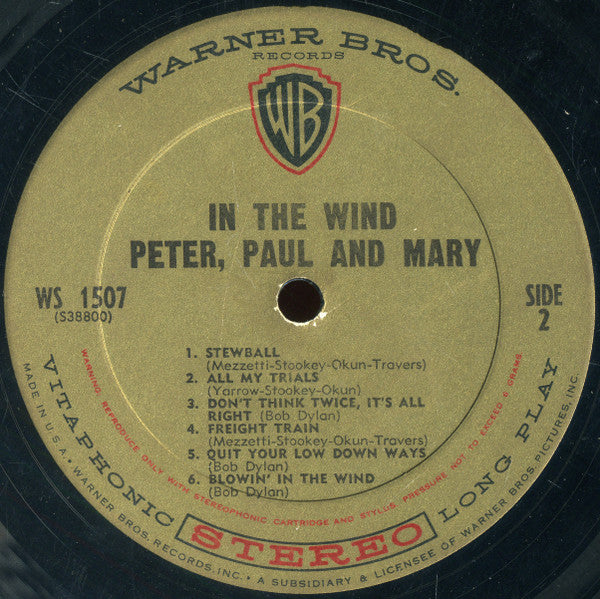 WARNER BROS.
RECORDS
WB
IN THE WIND
PETER, PAUL AND MARY
WS 1507
(S38800)
SIDE
2
1. STEWBALL
(Mezzetti-Stookey-Okun-Travers)
2. ALL MY TRIALS
(Yarrow-Stookey-Okun)
3. DON'T THINK TWICE, IT'S ALL
RIGHT (Bob Dylan)
4. FREIGHT TRAIN
(Mezzetti-Stookey-Okun-Travers)
5. QUIT YOUR LOW DOWN WAYS
(Bob Dylan)
6. BLOWIN' IN THE WIND
(Bob Dylan)
WARNING, REPRODUCE ONLY WITH STEREOPHONIC CARTRIDGE AND STYLUS. PRESSURE NOT TO EXCEED 6 GRAMS
VITAPHONIC STEREO LONG PLAY
MADE IN U.S.A. • WARNER BROS. RECORDS, INC. • A SUBSIDIARY & LICENSEE OF WARNER BROS. PICTURES, INC.